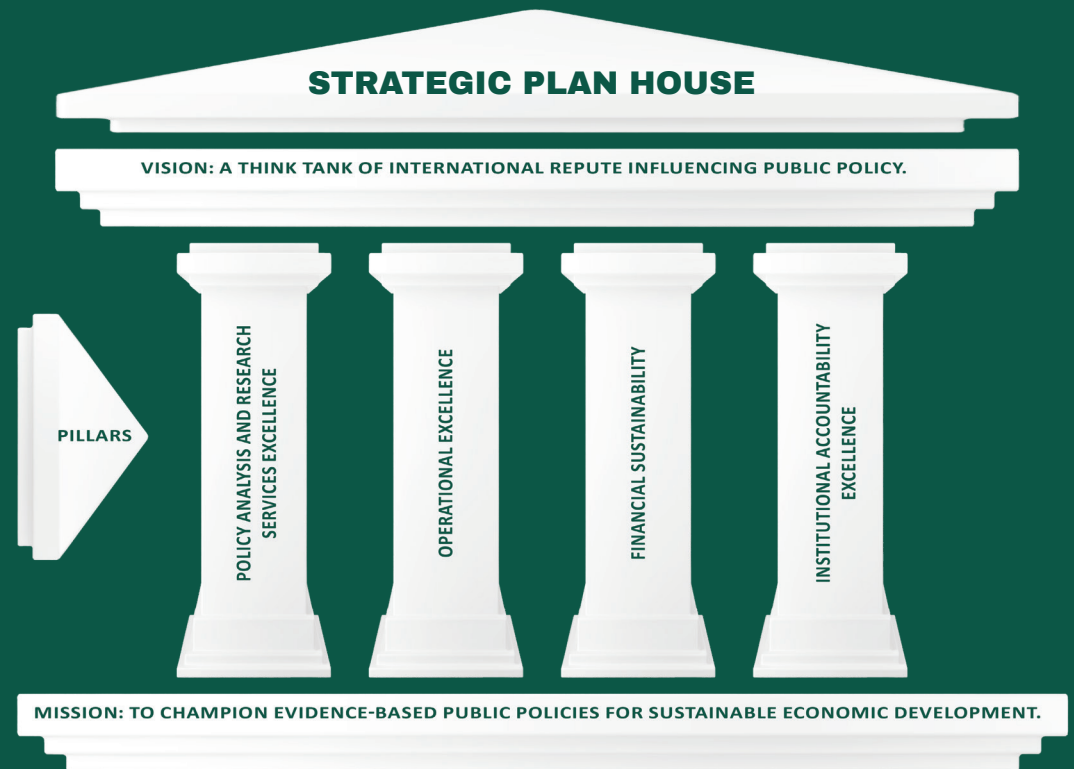 STRATEGIC PLAN HOUSE
VISION: A THINK TANK OF INTERNATIONAL REPUTE INFLUENCING PUBLIC POLICY.
PILLARS
POLICY ANALYSIS AND RESEARCH
SERVICES EXCELLENCE
OPERATIONAL EXCELLENCE
FINANCIAL SUSTAINABILITY
INSTITUTIONAL ACCOUNTABILITY
EXCELLENCE
MISSION: TO CHAMPION EVIDENCE-BASED PUBLIC POLICIES FOR SUSTAINABLE ECONOMIC DEVELOPMENT.